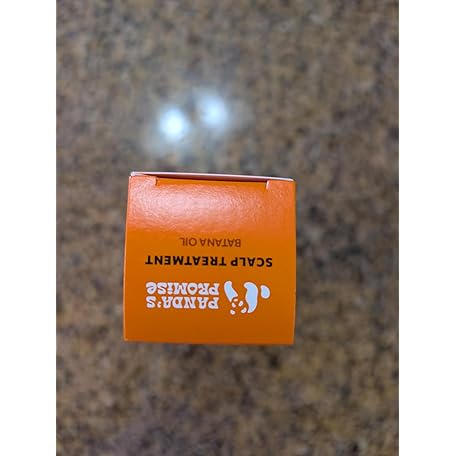 PANDA'S
PROMiSe
SCALP TREATMENT
BATANA OIL